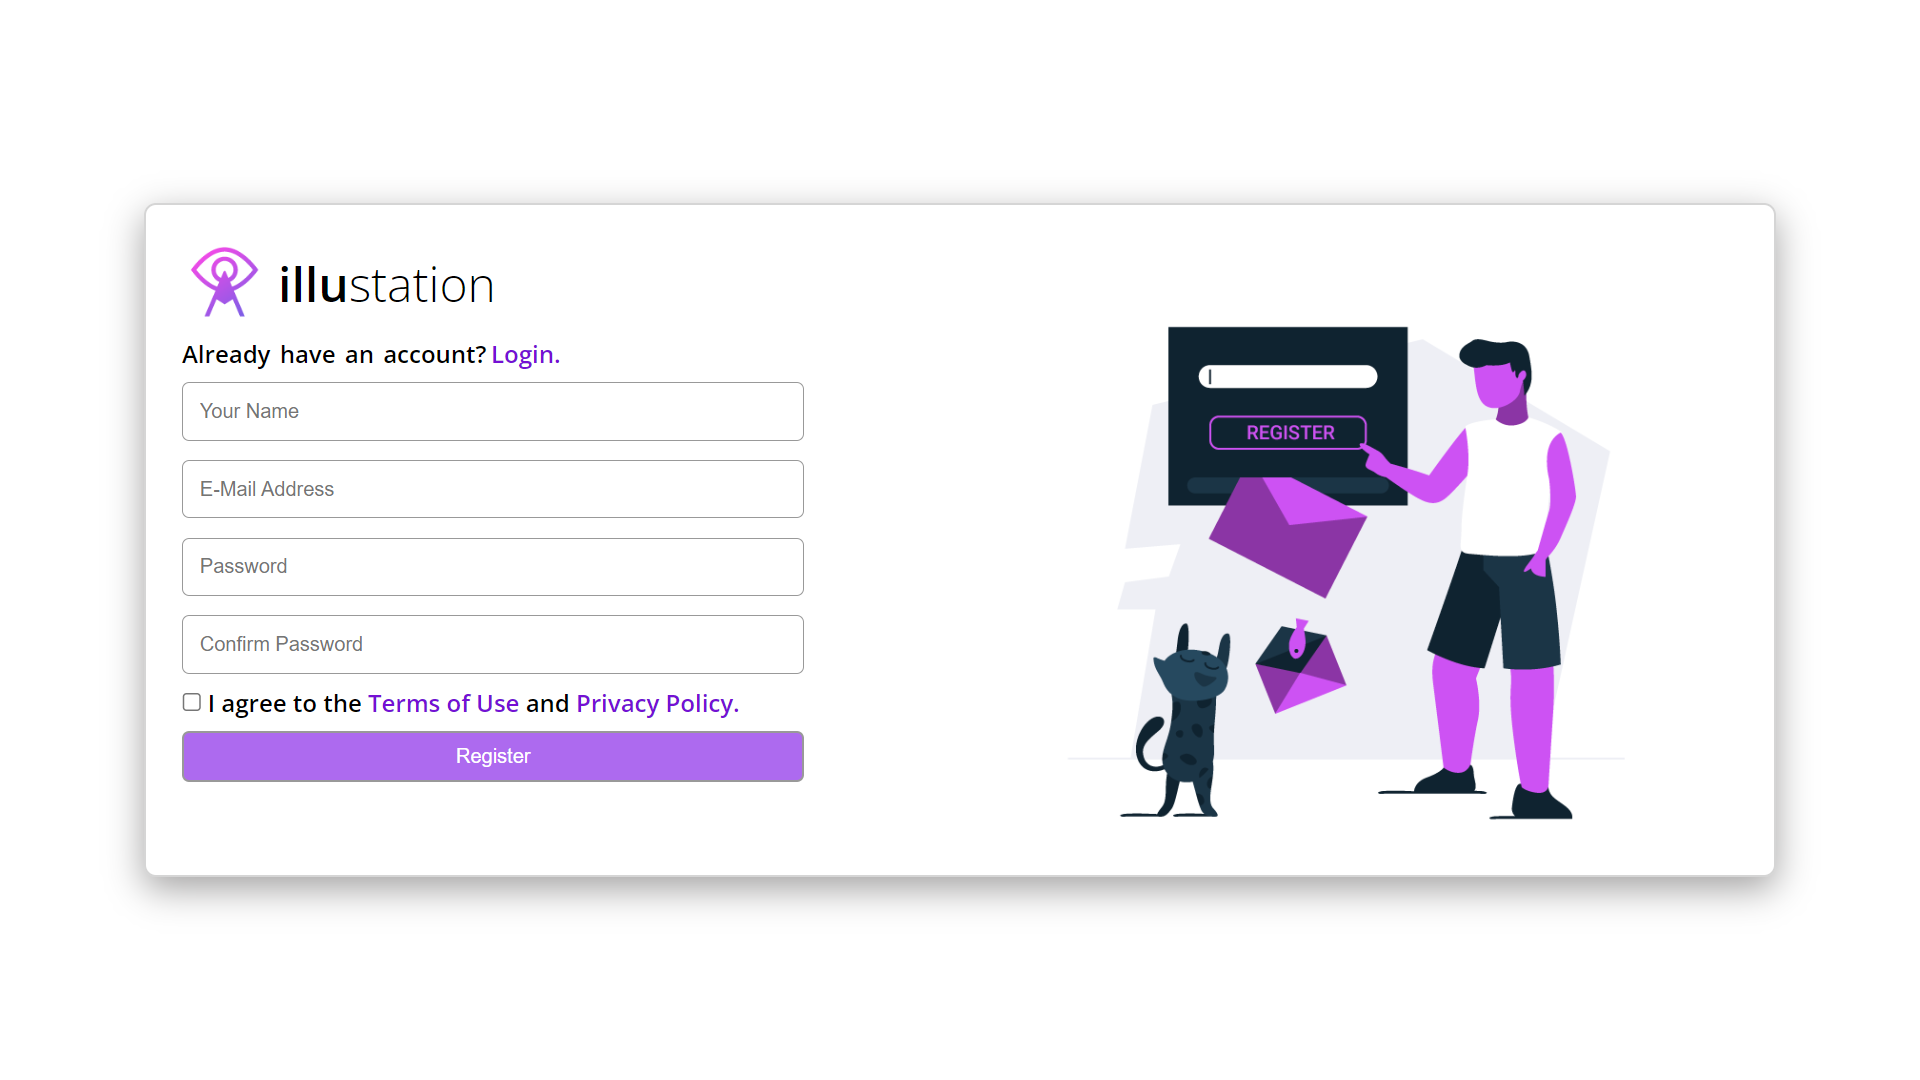 illustation
Already have an account? Login.
Your Name
E-Mail Address
Password
Confirm Password
I agree to the Terms of Use and Privacy Policy.
Register
REGISTER